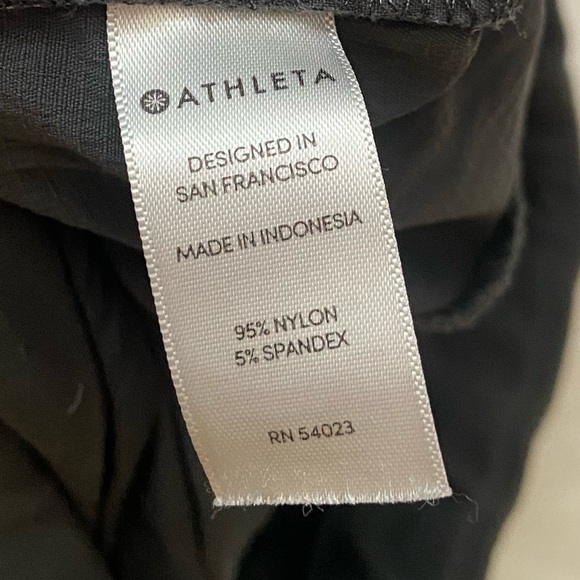 ATHLETA
DESIGNED IN
SAN FRANCISCO
MADE IN INDONESIA
95% NYLON
5% SPANDEX
RN 54023